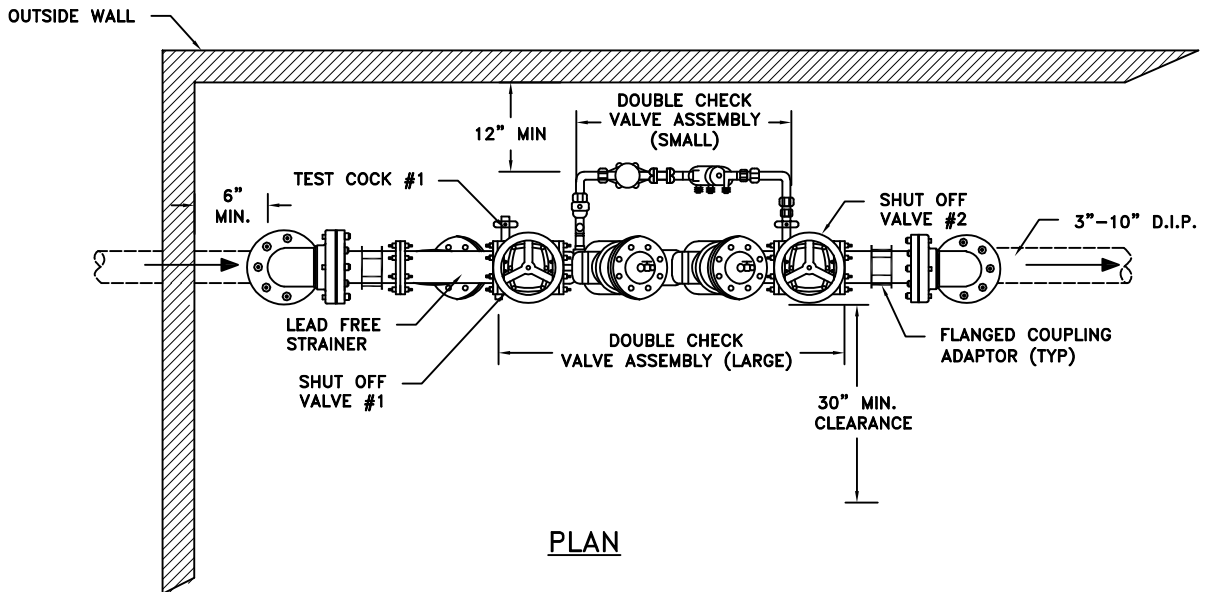 OUTSIDE WALL
DOUBLE CHECK
VALVE ASSEMBLY
(SMALL)
12" MIN
TEST COCK #1
6"
MIN.
SHUT OFF
VALVE #2
3"-10" D.I.P.
LEAD FREE
STRAINER
DOUBLE CHECK
VALVE ASSEMBLY (LARGE)
FLANGED COUPLING
ADAPTOR (TYP)
SHUT OFF
VALVE #1
30" MIN.
CLEARANCE
PLAN